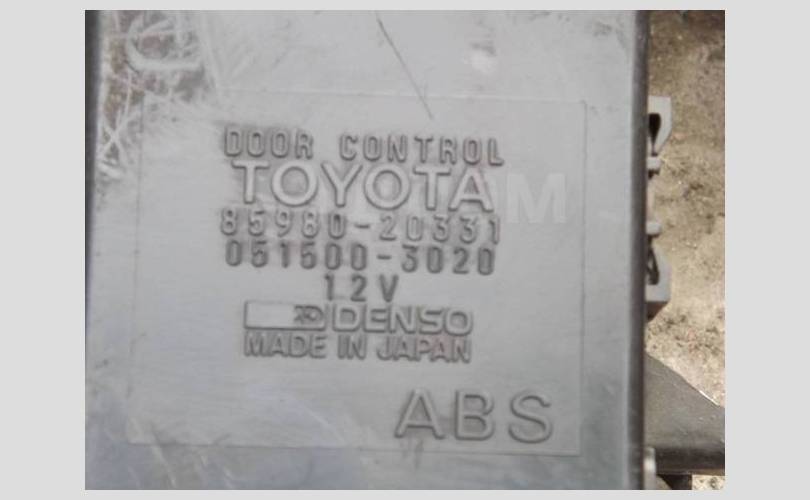 DOOR CONTROL
TOYOTA
85980-20331
051500-3020
12V
DENSO
MADE IN JAPAN
ABS